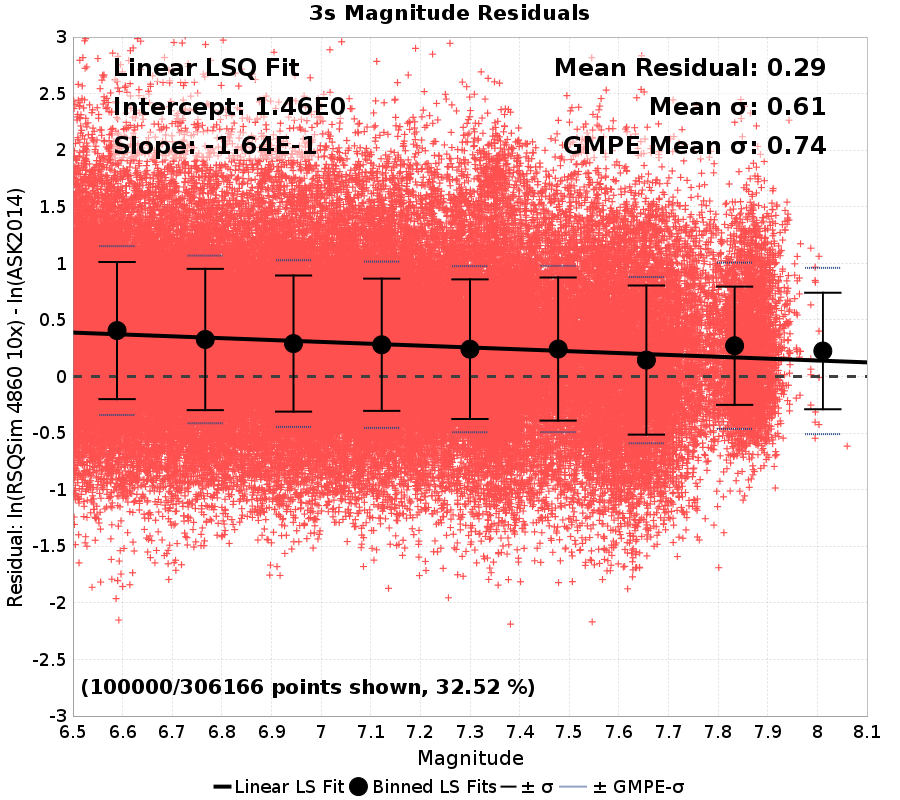 3s Magnitude Residuals
Linear LSQ Fit
Intercept: 1.46E0
Slope: -1.64E-1
Mean Residual: 0.29
Mean σ: 0.61
GMPE Mean σ: 0.74
Residual: ln(RSQSim 4860 10x) - ln(ASK2014)
3
2.5
2
1.5
1
0.5
0
-0.5
-1
-1.5
-2
-2.5
-3
(100000/306166 points shown, 32.52 %)
6.5 6.6 6.7 6.8 6.9 7 7.1 7.2 7.3 7.4 7.5 7.6 7.7 7.8 7.9 8 8.1
Magnitude
Linear LS Fit Binned LS Fits ± σ ± GMPE-σ